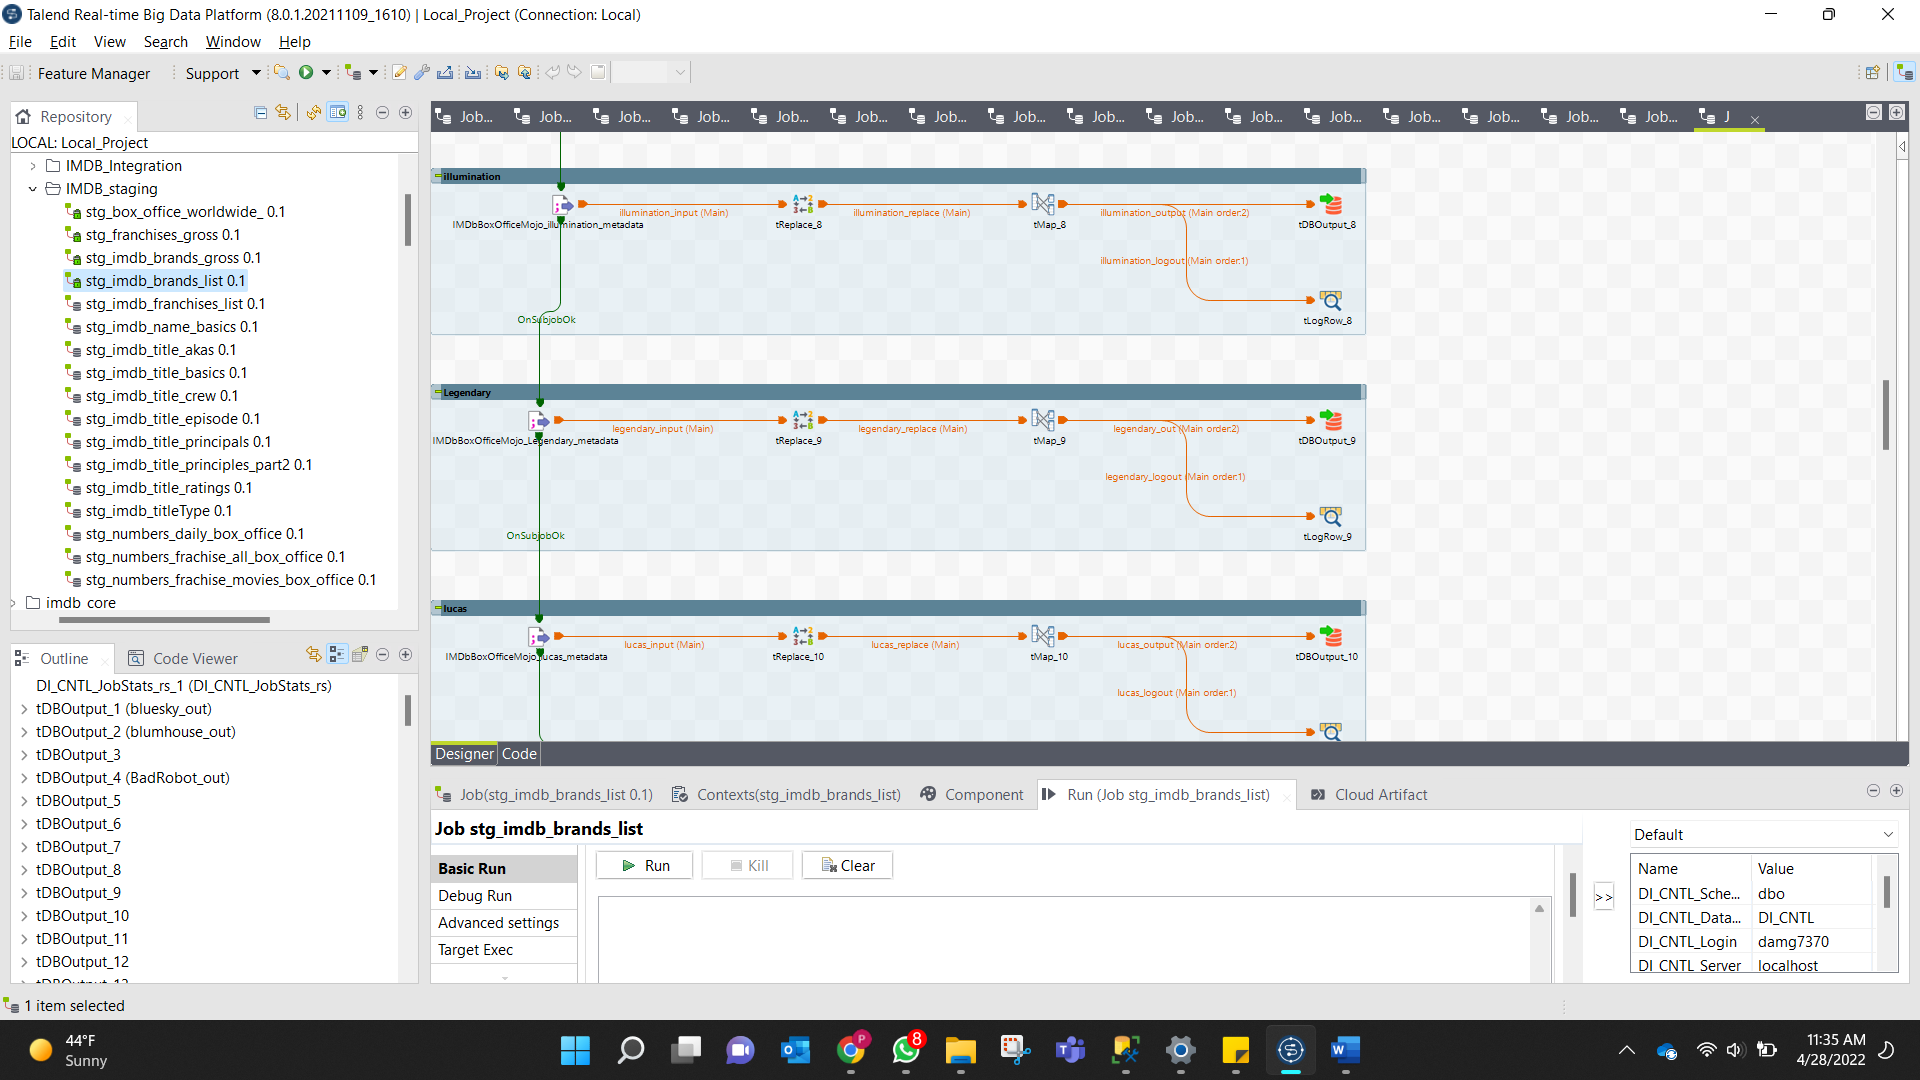 Talend Real-time Big Data Platform (8.0.1.20211109_1610) | Local_Project (Connection: Local)
File Edit View Search Window Help
Feature Manager Support
Repository
LOCAL: Local_Project
IMDB_Integration
IMDB_staging
stg_box_office_worldwide_ 0.1
stg_franchises_gross 0.1
stg_imdb_brands_gross 0.1
stg_imdb_brands_list 0.1
stg_imdb_franchises_list 0.1
stg_imdb_name_basics 0.1
stg_imdb_title_akas 0.1
stg_imdb_title_basics 0.1
stg_imdb_title_crew 0.1
stg_imdb_title_episode 0.1
stg_imdb_title_principals 0.1
stg_imdb_title_principles_part2 0.1
stg_imdb_title_ratings 0.1
stg_imdb_titleType 0.1
stg_numbers_daily_box_office 0.1
stg_numbers_frachise_all_box_office 0.1
stg_numbers_frachise_movies_box_office 0.1
imdb core
Outline Code Viewer
DI_CNTL_JobStats_rs_1 (DI_CNTL_JobStats_rs)
tDBOutput_1 (bluesky_out)
tDBOutput_2 (blumhouse_out)
tDBOutput_3
tDBOutput_4 (BadRobot_out)
tDBOutput_5
tDBOutput_6
tDBOutput_7
tDBOutput_8
tDBOutput_9
tDBOutput_10
tDBOutput_11
tDBOutput_12
Job... Job... Job... Job... Job... Job... Job... Job... Job... Job... Job... Job... Job... Job... Job... Job... J
illumination
illumination_input (Main) illumination_replace (Main) illumination_output (Main order:2)
IMDbBoxOfficeMojo_illumination_metadata tReplace_8 tMap_8 tDBOutput_8
illumination_logout (Main order:1)
OnSubjobOk tLogRow_8
Legendary
legendary_input (Main) legendary_replace (Main) legendary_out (Main order:2)
IMDbBoxOfficeMojo_Legendary_metadata tReplace_9 tMap_9 tDBOutput_9
legendary_logout (Main order:1)
OnSubjobOk tLogRow_9
lucas
lucas_input (Main) lucas_replace (Main) lucas_output (Main order:2)
IMDbBoxOfficeMojo_lucas_metadata tReplace_10 tMap_10 tDBOutput_10
lucas_logout (Main order:1)
Designer Code
Job(stg_imdb_brands_list 0.1) Contexts(stg_imdb_brands_list) Component Run (Job stg_imdb_brands_list) Cloud Artifact
Job stg_imdb_brands_list
Basic Run
Debug Run
Advanced settings
Target Exec
Run Kill Clear
>>
Default
Name Value
DI_CNTL_Sche... dbo
DI_CNTL_Data... DI_CNTL
DI_CNTL_Login damg7370
DI_CNTL_Server localhost
1 item selected
44°F
Sunny
P
8
11:35 AM
4/28/2022